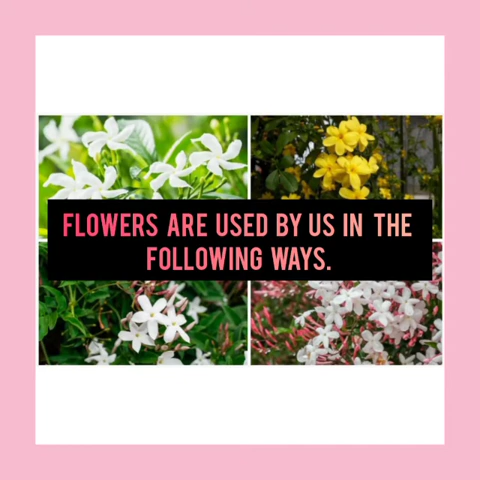 FLOWERS ARE USED BY US IN THE
FOLLOWING WAYS.